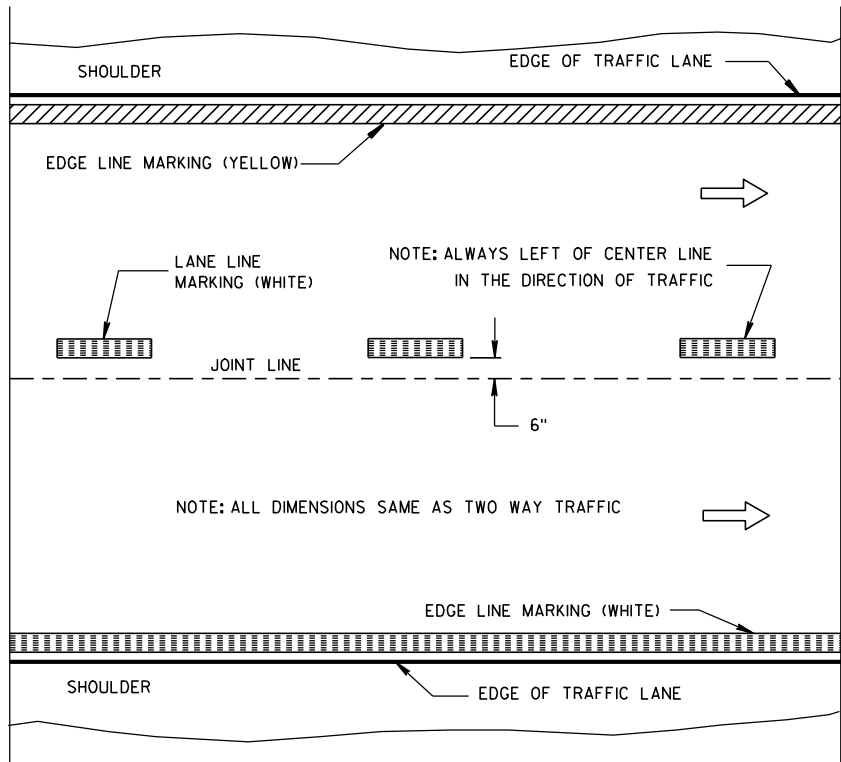 EDGE OF TRAFFIC LANE
SHOULDER
EDGE LINE MARKING (YELLOW)
LANE LINE
MARKING (WHITE)
NOTE: ALWAYS LEFT OF CENTER LINE
IN THE DIRECTION OF TRAFFIC
JOINT LINE
6"
NOTE: ALL DIMENSIONS SAME AS TWO WAY TRAFFIC
EDGE LINE MARKING (WHITE)
SHOULDER
EDGE OF TRAFFIC LANE